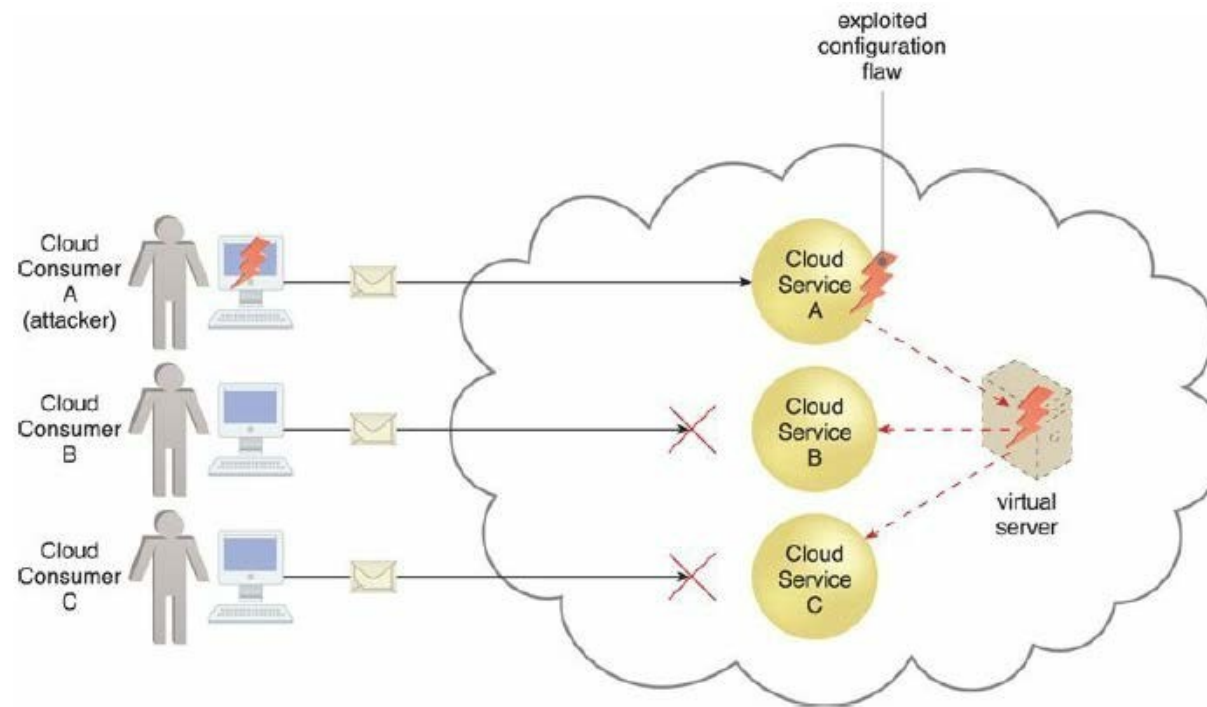 exploited
configuration
flaw
Cloud
Consumer
A
(attacker)
Cloud
Service
A
Cloud
Consumer
B
Cloud
Service
B
virtual
server
Cloud
Consumer
C
Cloud
Service
C